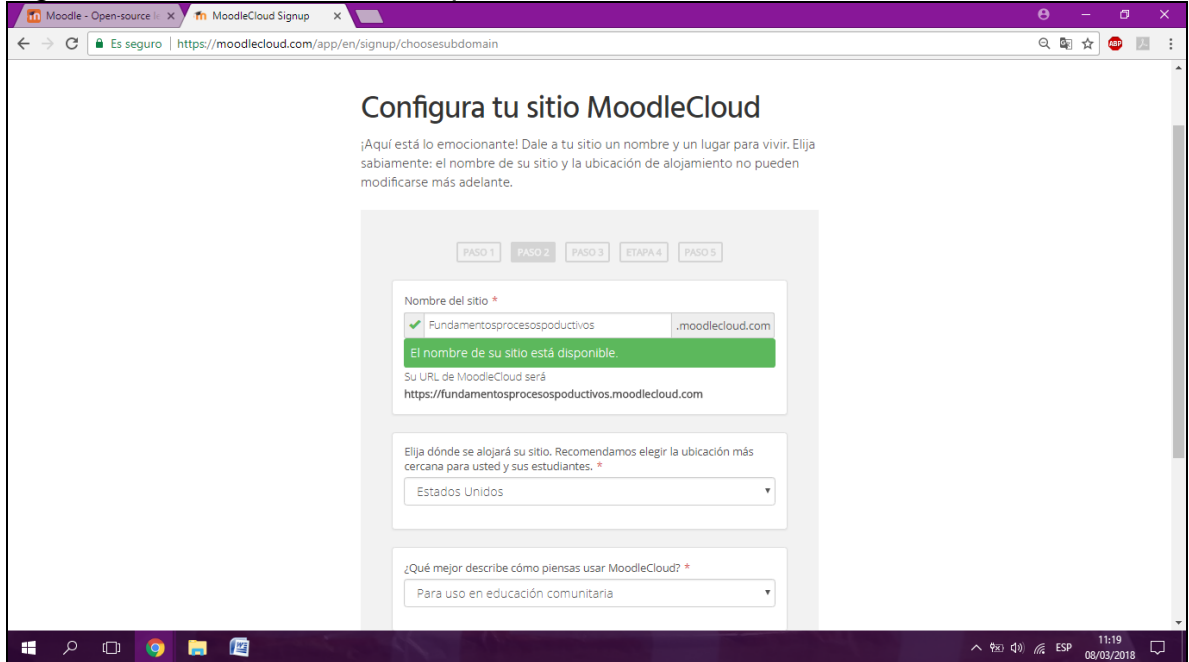 Moodle - Open-source le
MoodleCloud Signup
Es seguro | https://moodlecloud.com/app/en/signup/choosesubdomain
ABP
Configura tu sitio MoodleCloud
¡Aquí está lo emocionante! Dale a tu sitio un nombre y un lugar para vivir. Elija
sabiamente: el nombre de su sitio y la ubicación de alojamiento no pueden
modificarse más adelante.
PASO 1 PASO 2 PASO 3 ETAPA 4 PASO 5
Nombre del sitio *
Fundamentosprocesospoductivos .moodlecloud.com
El nombre de su sitio está disponible.
Su URL de MoodleCloud será
https://fundamentosprocesospoductivos.moodlecloud.com
Elija dónde se alojará su sitio. Recomendamos elegir la ubicación más
cercana para usted y sus estudiantes. *
Estados Unidos
¿Qué mejor describe cómo piensas usar MoodleCloud? *
Para uso en educación comunitaria
ESP
11:19
08/03/2018